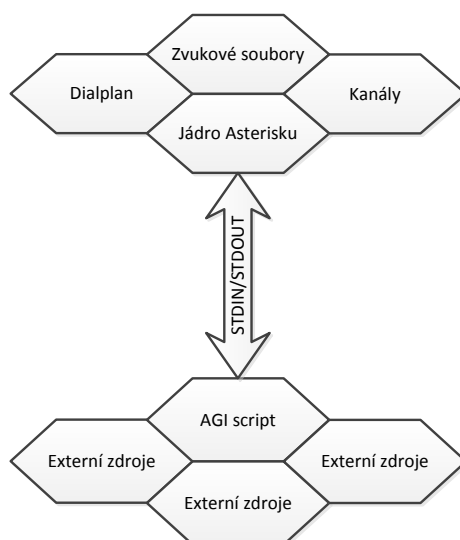 Zvukové soubory
Dialplan
Kanály
Jádro Asterisku
STDIN/STDOUT
AGI script
Externí zdroje
Externí zdroje
Externí zdroje